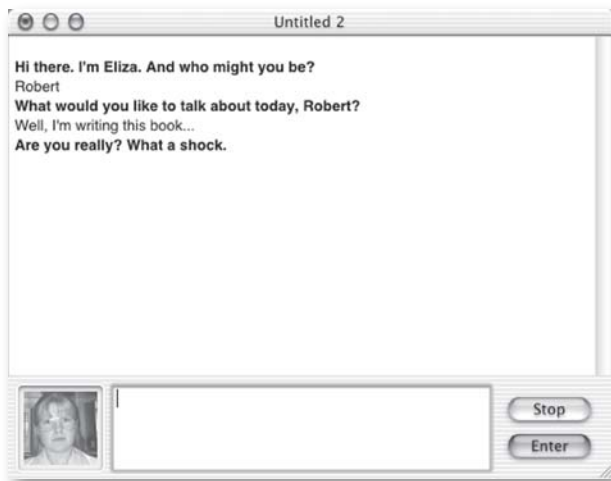 Untitled 2
Hi there. I'm Eliza. And who might you be?
Robert
What would you like to talk about today, Robert?
Well, I'm writing this book...
Are you really? What a shock.
Stop
Enter